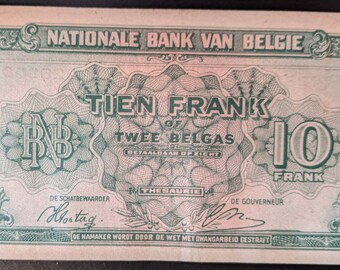 NATIONALE BANK VAN BELGIE
TIEN FRANK
OF
TWEE BELGAS
BETAALBAAR OP ZICHT
BNB
10
FRANK
THESAURIE
DE SCHATBEWAARDER
DE GOUVERNEUR
DE NAMAKER WORDT DOOR DE WET MET DWANGARBEID GESTRAFT